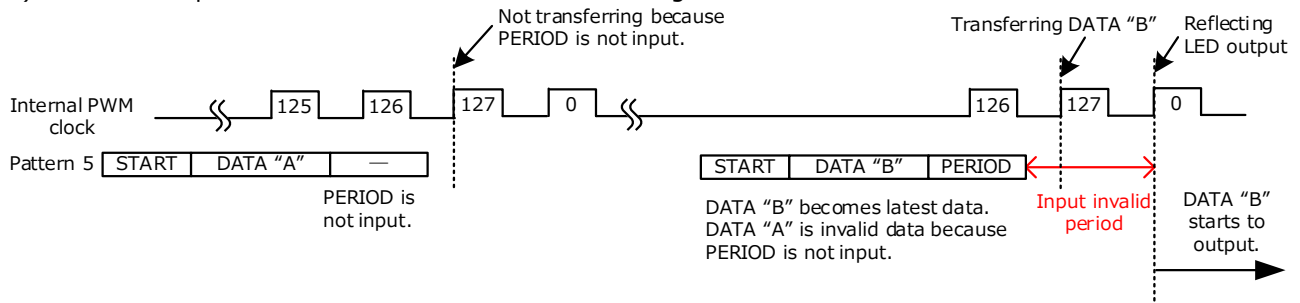 Not transferring because
PERIOD is not input.
Transferring DATA “B”
Reflecting
LED output
Internal PWM
clock
125
126
127
0
126
127
0
Pattern 5
START
DATA “A”
—
START
DATA “B”
PERIOD
PERIOD is
not input.
DATA “B” becomes latest data.
DATA “A” is invalid data because
PERIOD is not input.
Input invalid
period
DATA “B”
starts to
output.